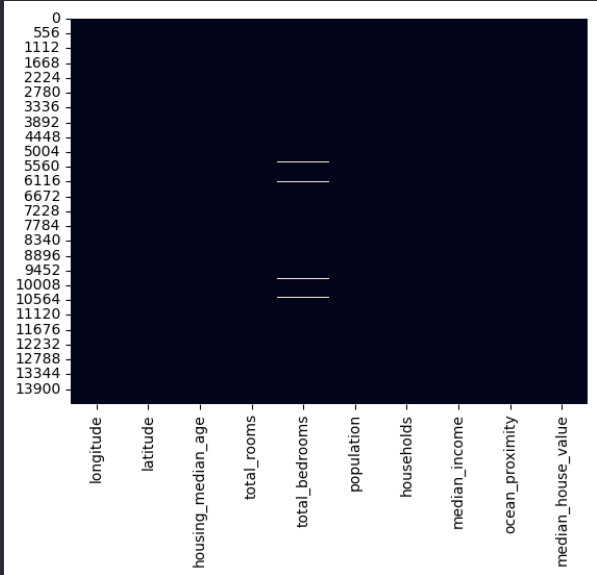 0
556
1112
1668
2224
2780
3336
3892
4448
5004
5560
6116
6672
7228
7784
8340
8896
9452
10008
10564
11120
11676
12232
12788
13344
13900
longitude
latitude
housing_median_age
total_rooms
total_bedrooms
population
households
median_income
ocean_proximity
median_house_value